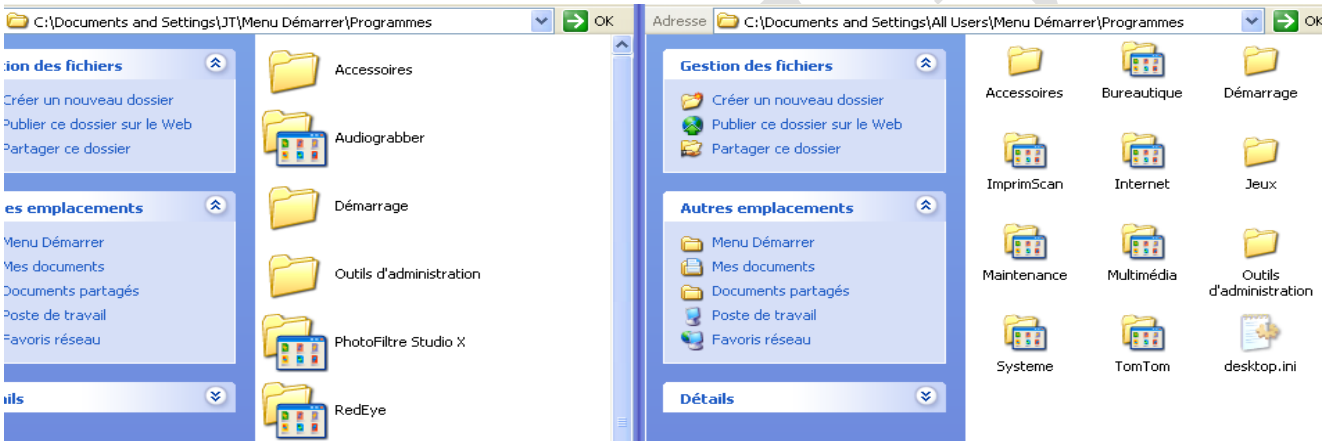 C:\Documents and Settings\JT\Menu Démarrer\Programmes
OK
tion des fichiers
Créer un nouveau dossier
Publier ce dossier sur le Web
Partager ce dossier
es emplacements
Menu Démarrer
Mes documents
Documents partagés
Poste de travail
Favoris réseau
ails
Accessoires
Audiograbber
Démarrage
Outils d'administration
PhotoFiltre Studio X
RedEye
Adresse C:\Documents and Settings\All Users\Menu Démarrer\Programmes
OK
Gestion des fichiers
Créer un nouveau dossier
Publier ce dossier sur le Web
Partager ce dossier
Autres emplacements
Menu Démarrer
Mes documents
Documents partagés
Poste de travail
Favoris réseau
Détails
Accessoires
Bureautique
Démarrage
ImprimScan
Internet
Jeux
Maintenance
Multimédia
Outils
d'administration
Systeme
TomTom
desktop.ini